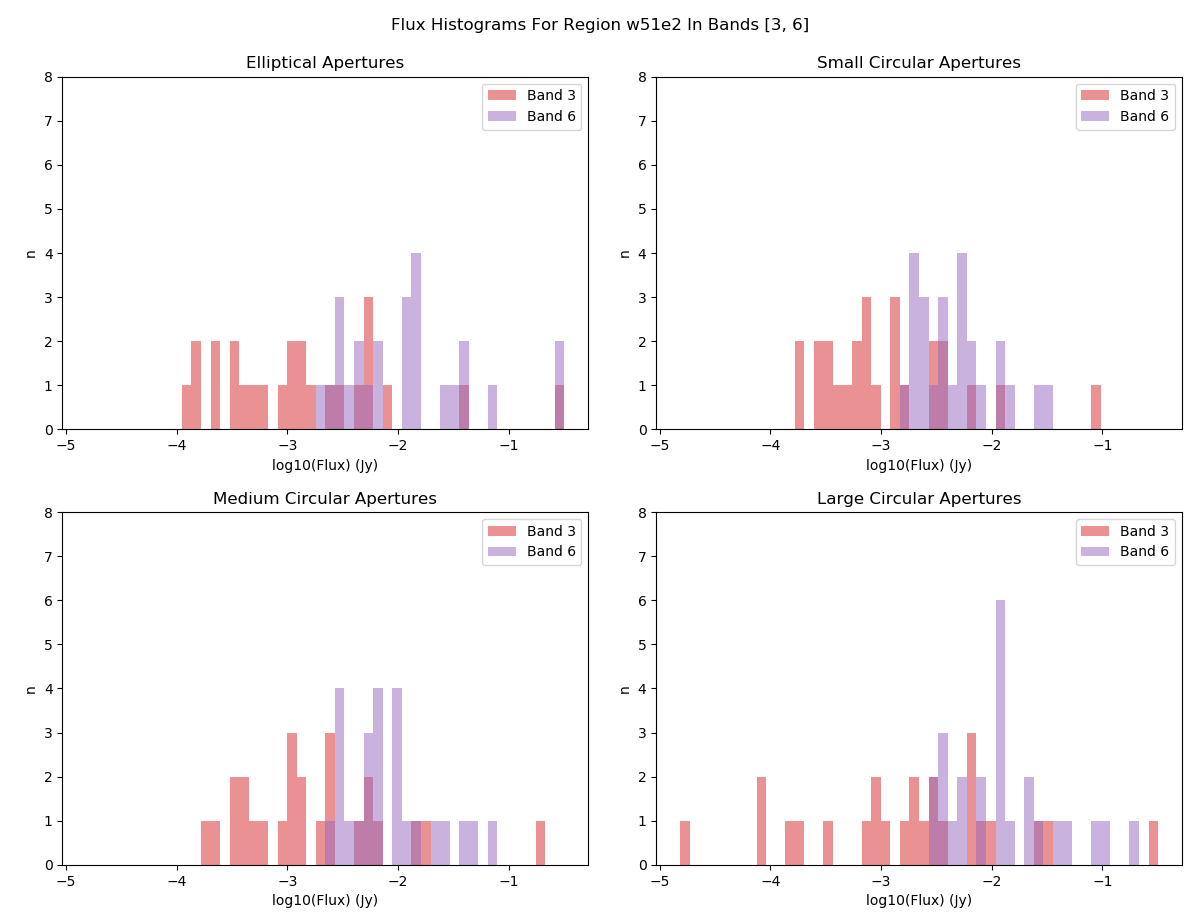 Flux Histograms For Region w51e2 In Bands [3, 6]
Elliptical Apertures
8
7
6
5
4
3
2
1
0
n
Band 3
Band 6
−5 −4 −3 −2 −1
log10(Flux) (Jy)
Small Circular Apertures
8
7
6
5
4
3
2
1
0
n
Band 3
Band 6
−5 −4 −3 −2 −1
log10(Flux) (Jy)
Medium Circular Apertures
8
7
6
5
4
3
2
1
0
n
Band 3
Band 6
−5 −4 −3 −2 −1
log10(Flux) (Jy)
Large Circular Apertures
8
7
6
5
4
3
2
1
0
n
Band 3
Band 6
−5 −4 −3 −2 −1
log10(Flux) (Jy)